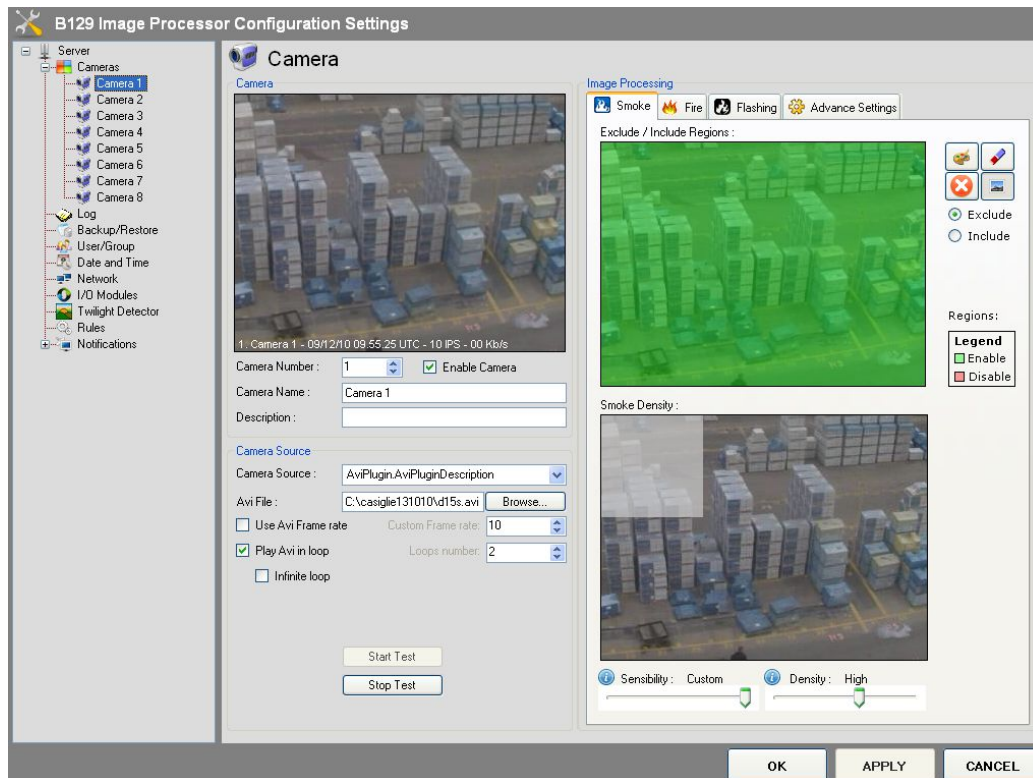 B129 Image Processor Configuration Settings
Server
Cameras
Camera 1
Camera 2
Camera 3
Camera 4
Camera 5
Camera 6
Camera 7
Camera 8
Log
Backup/Restore
User/Group
Date and Time
Network
I/O Modules
Twilight Detector
Rules
Notifications
Camera
Camera
1: Camera 1 - 09/12/10 09 55.25 UTC - 10 IPS - 00 Kb/s
Camera Number : 1 Enable Camera
Camera Name : Camera 1
Description :
Camera Source
Camera Source : AviPlugin.AviPluginDescription
Avi File : C:\casiglie131010\d15s.avi Browse...
Use Avi Frame rate Custom Frame rate: 10
Play Avi in loop Loops number: 2
Infinite loop
Start Test
Stop Test
Image Processing
Smoke Fire Flashing Advance Settings
Exclude / Include Regions :
Exclude
Include
Regions:
Legend
Enable
Disable
Smoke Density :
Sensibility : Custom Density : High
OK APPLY CANCEL